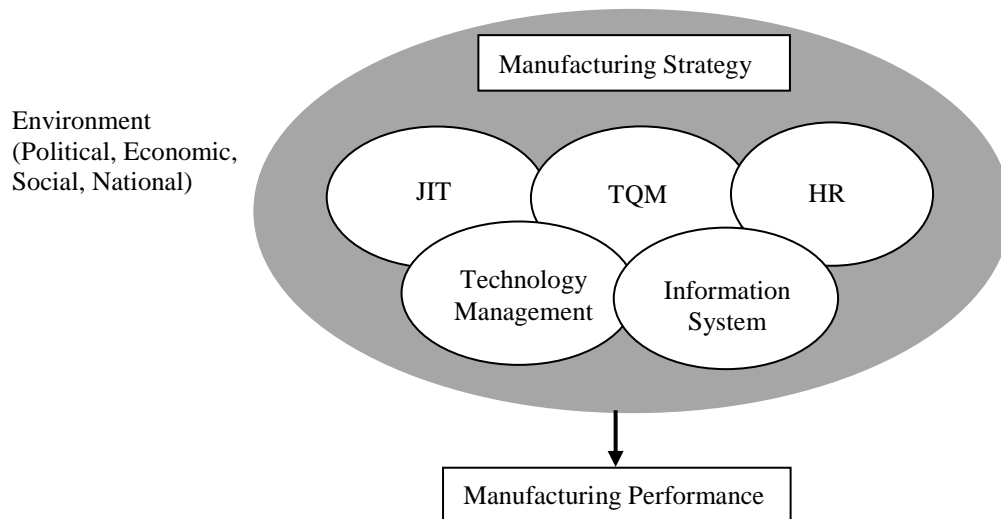 Manufacturing Strategy
Environment
(Political, Economic,
Social, National)
JIT
TQM
HR
Technology
Management
Information
System
Manufacturing Performance